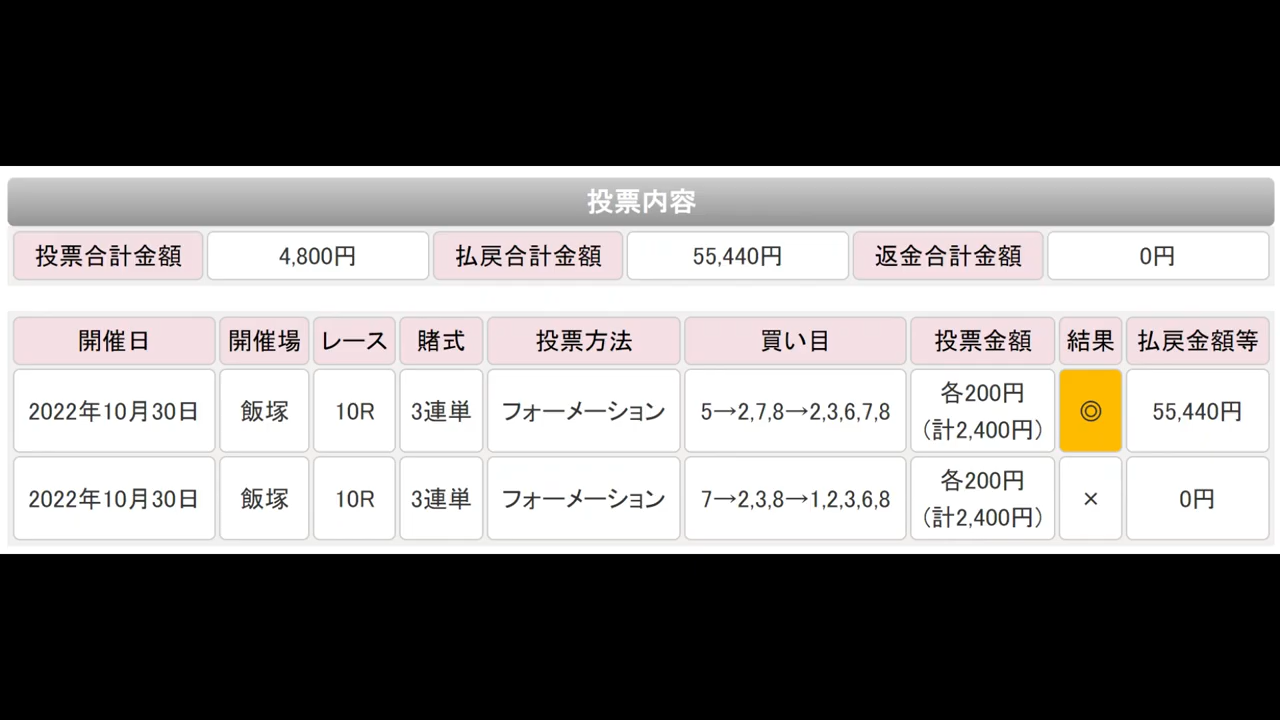 投票内容
投票合計金額 4,800円 払戻合計金額 55,440円 返金合計金額 0円
開催日 開催場 レース 賭式 投票方法 買い目 投票金額 結果 払戻金額等
2022年10月30日 飯塚 10R 3連単 フォーメーション 5→2,7,8→2,3,6,7,8 各200円 (計2,400円) ◎ 55,440円
2022年10月30日 飯塚 10R 3連単 フォーメーション 7→2,3,8→1,2,3,6,8 各200円 (計2,400円) × 0円